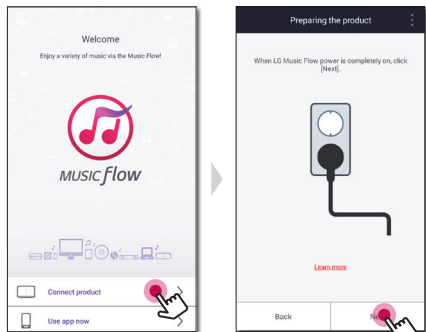 Welcome
Enjoy a variety of music via the Music Flow!
MUSIC flow
Connect product
Use app now
Preparing the product
When LG Music Flow power is completely on, click
[Next].
Learn more
Back